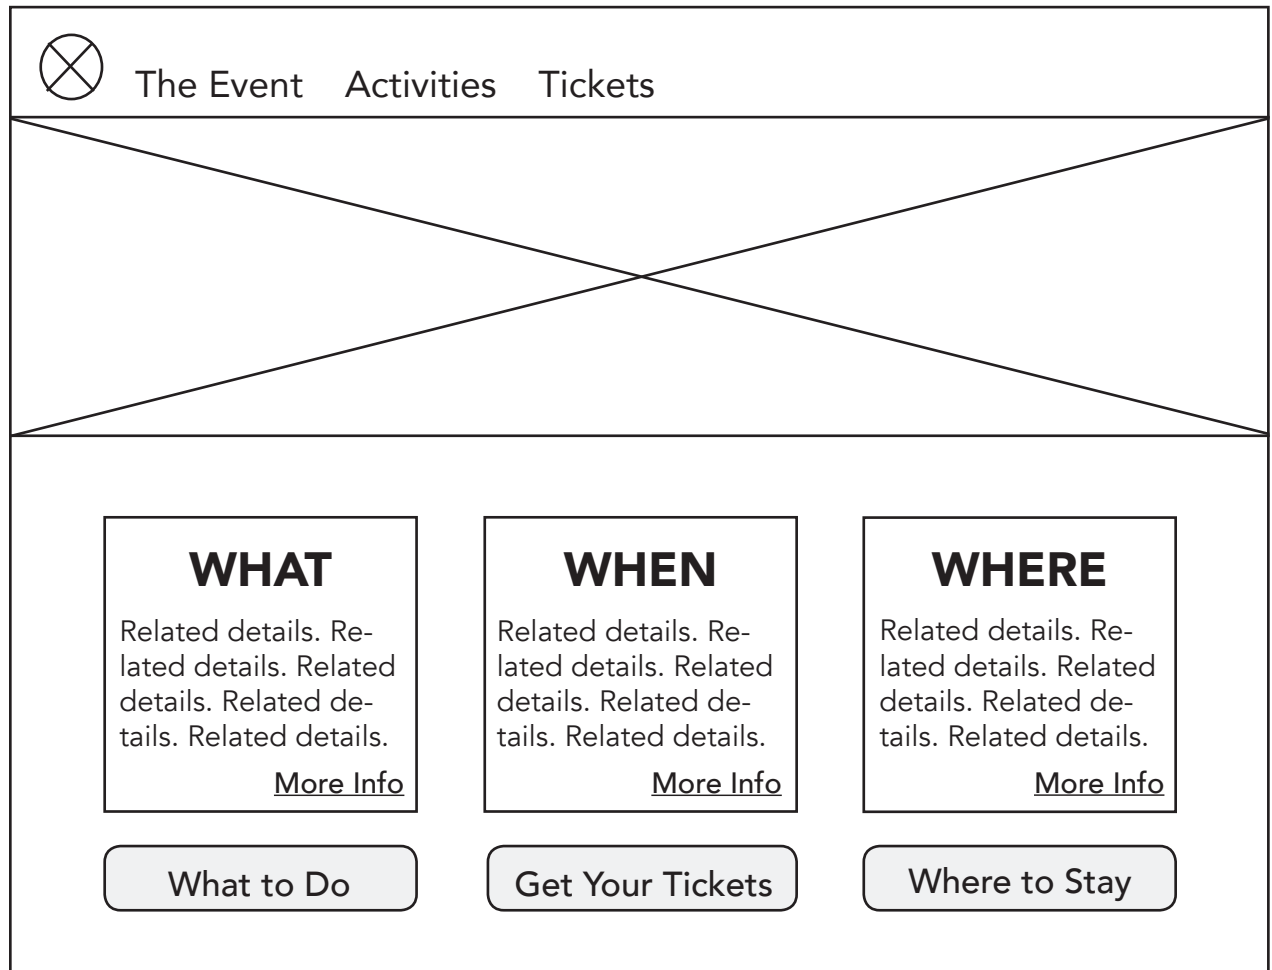 The Event Activities Tickets
WHAT
Related details. Re-
lated details. Related
details. Related de-
tails. Related details.
More Info
WHEN
Related details. Re-
lated details. Related
details. Related de-
tails. Related details.
More Info
WHERE
Related details. Re-
lated details. Related
details. Related de-
tails. Related details.
More Info
What to Do
Get Your Tickets
Where to Stay